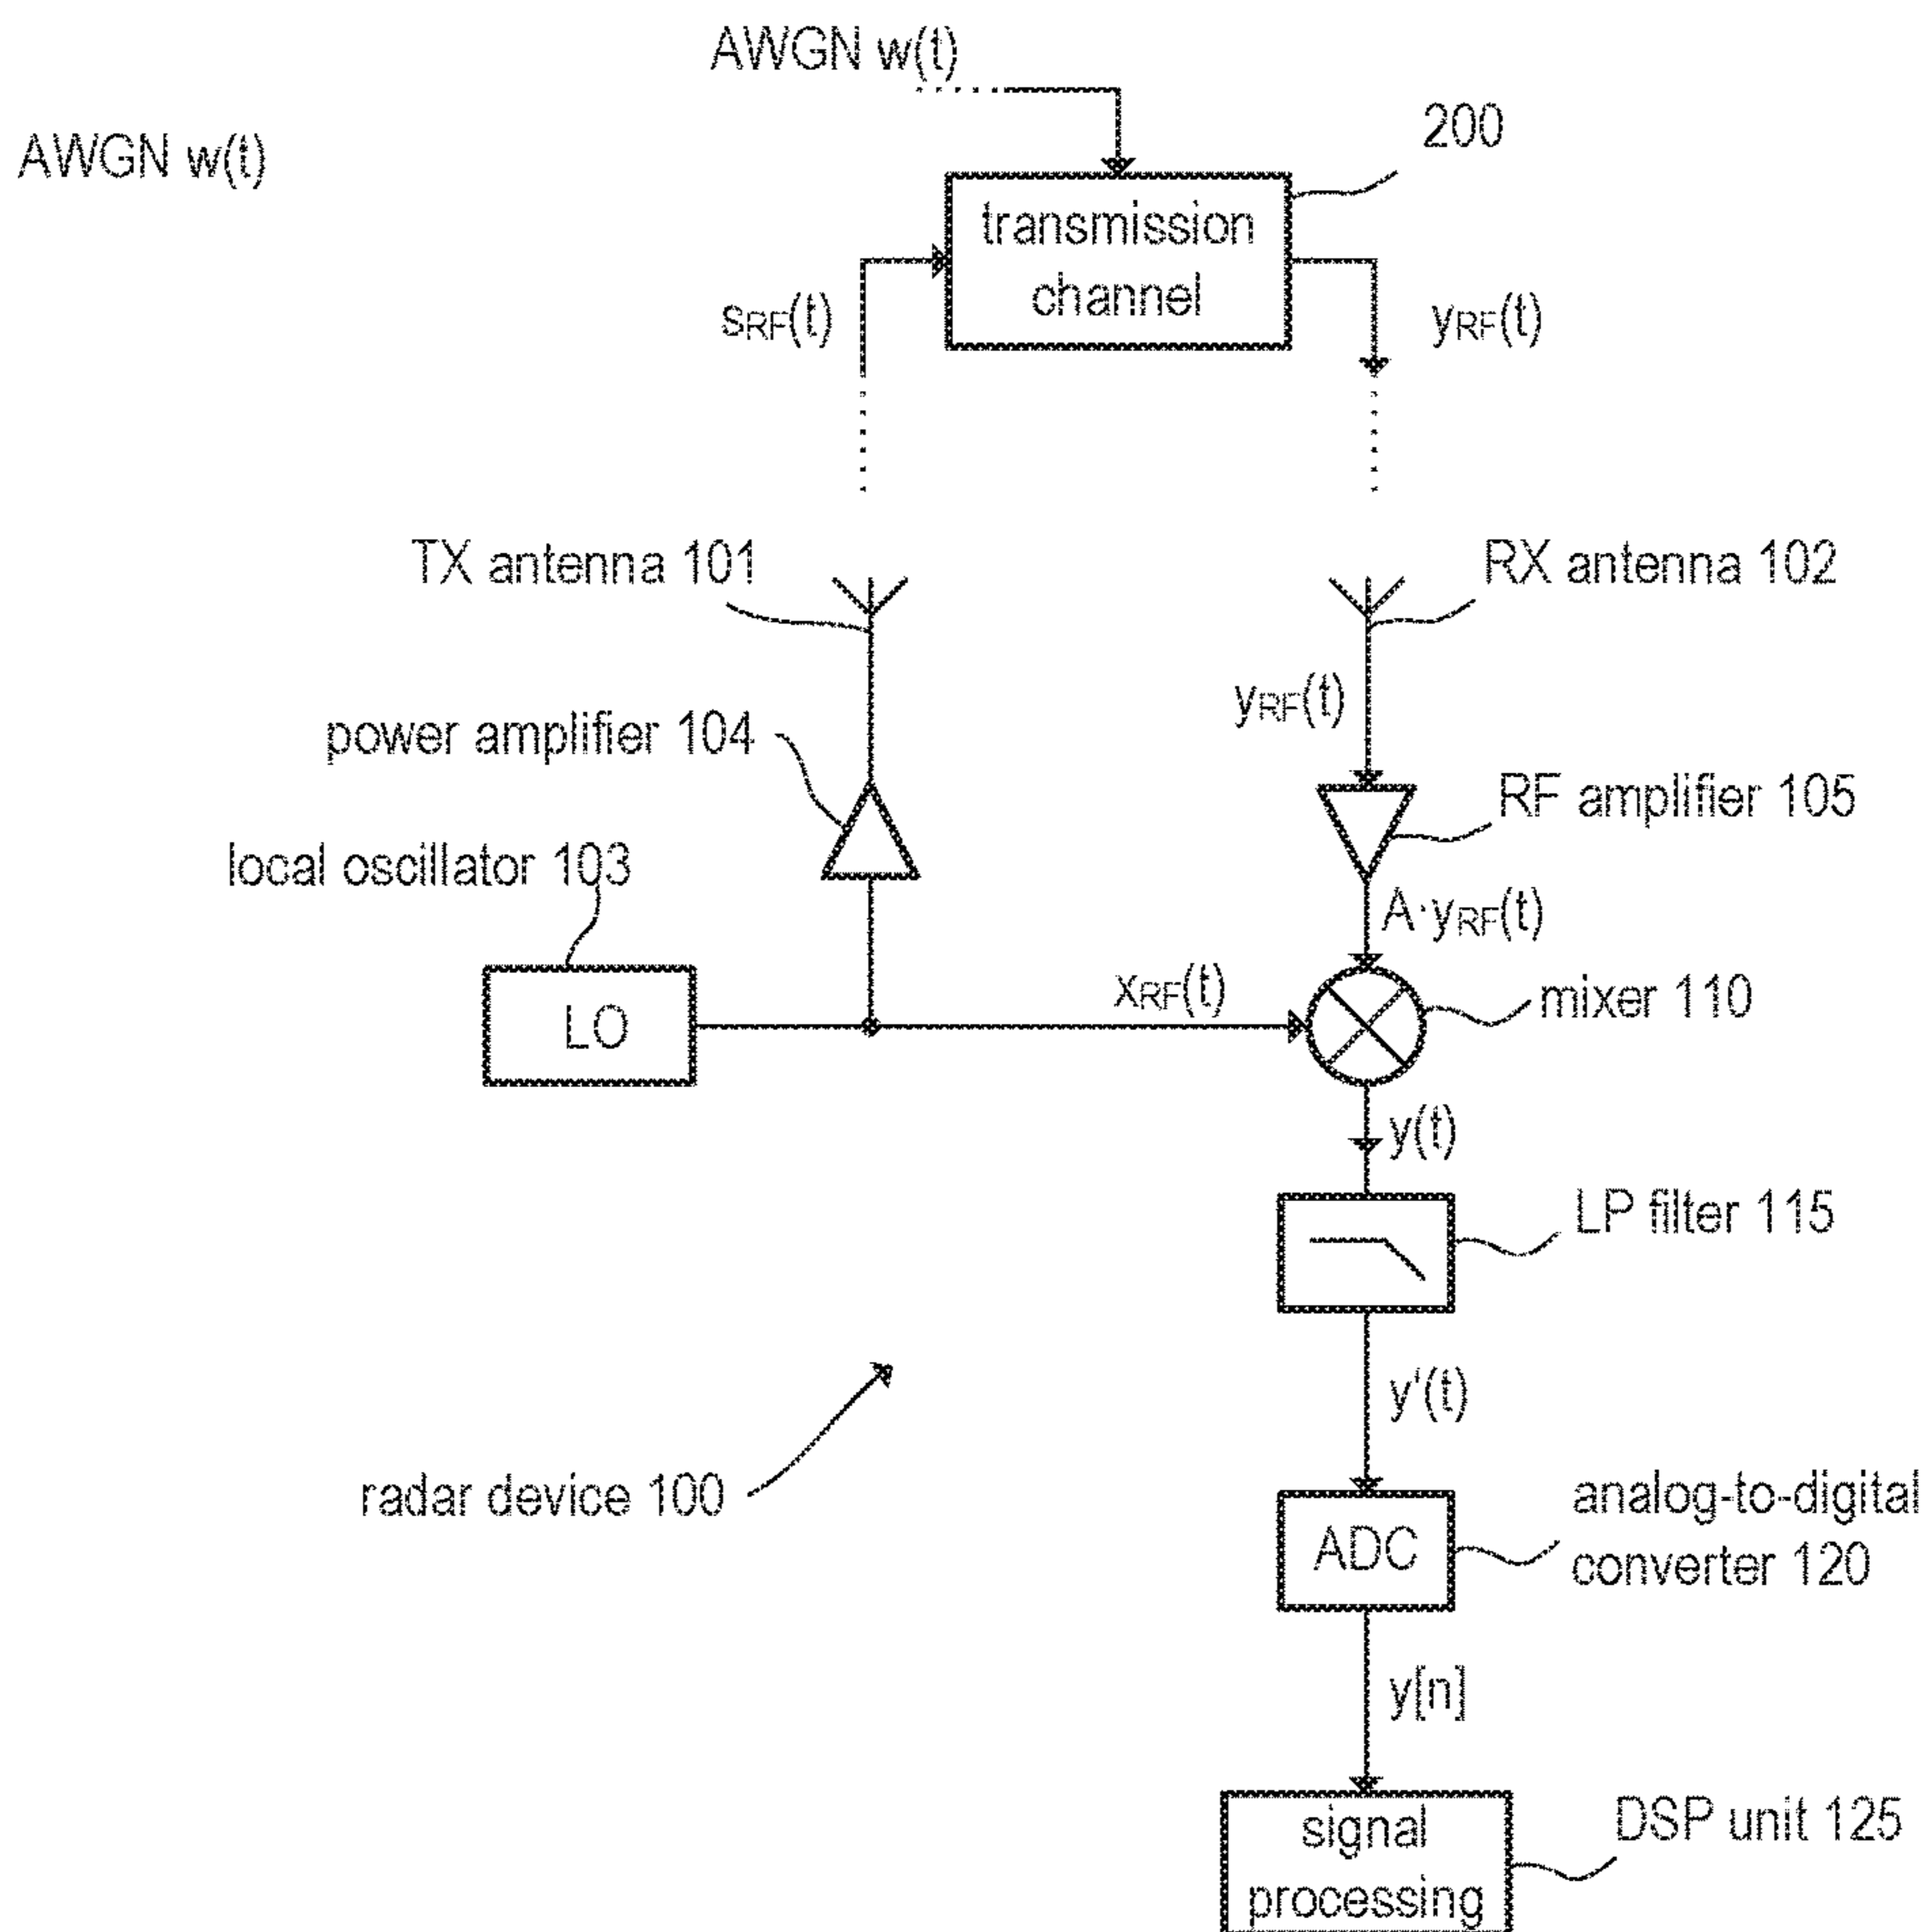 AWGN w(t)
AWGN w(t)
200
transmission
channel
sRF(t)
yRF(t)
TX antenna 101
RX antenna 102
yRF(t)
power amplifier 104
RF amplifier 105
local oscillator 103
A·yRF(t)
xRF(t)
mixer 110
LO
y(t)
LP filter 115
y'(t)
radar device 100
analog-to-digital
converter 120
ADC
y[n]
signal
processing
DSP unit 125